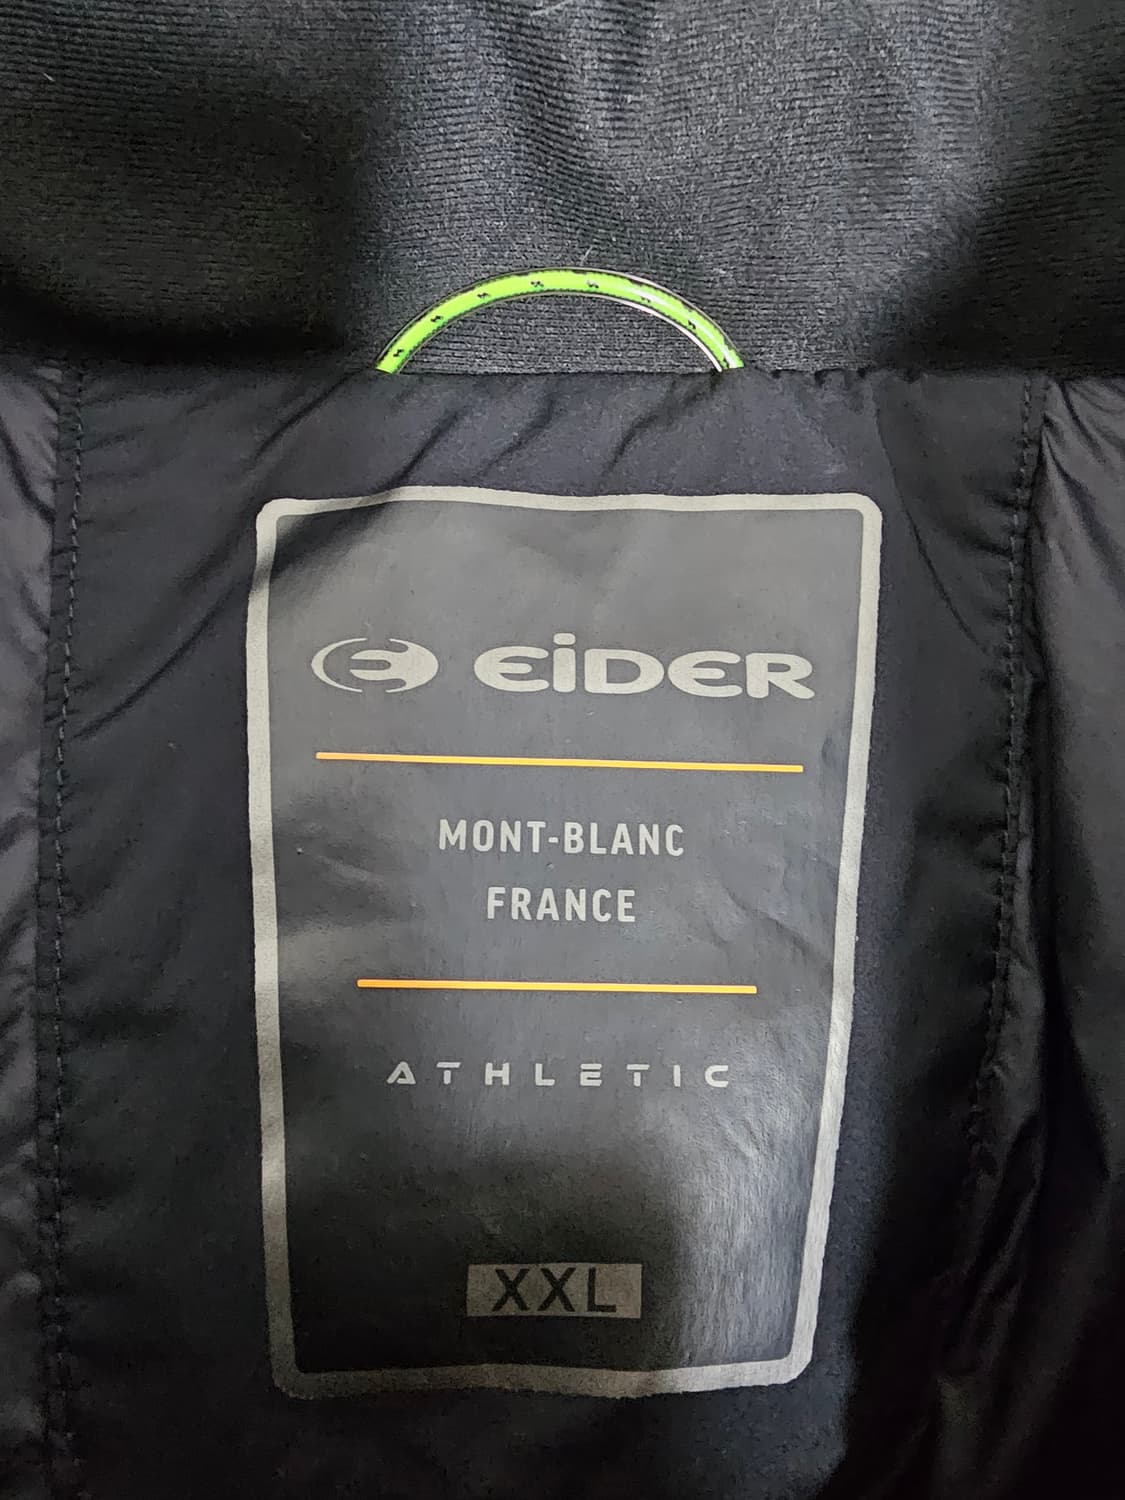 EiDER
MONT-BLANC
FRANCE
ATHLETIC
XXL